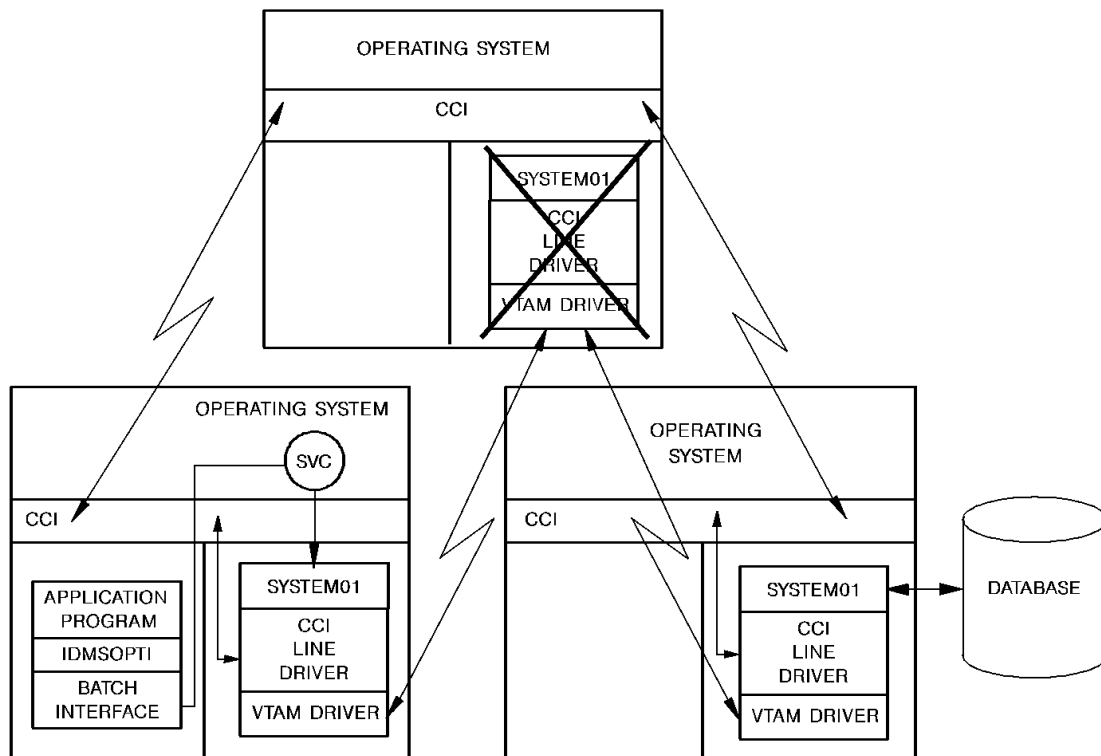 OPERATING SYSTEM
CCI
SYSTEM01
CCI
LINE
DRIVER
VTAM DRIVER
OPERATING SYSTEM
SVC
CCI
APPLICATION
PROGRAM
IDMSOPTI
BATCH
INTERFACE
SYSTEM01
CCI
LINE
DRIVER
VTAM DRIVER
OPERATING
SYSTEM
CCI
SYSTEM01
CCI
LINE
DRIVER
VTAM DRIVER
DATABASE